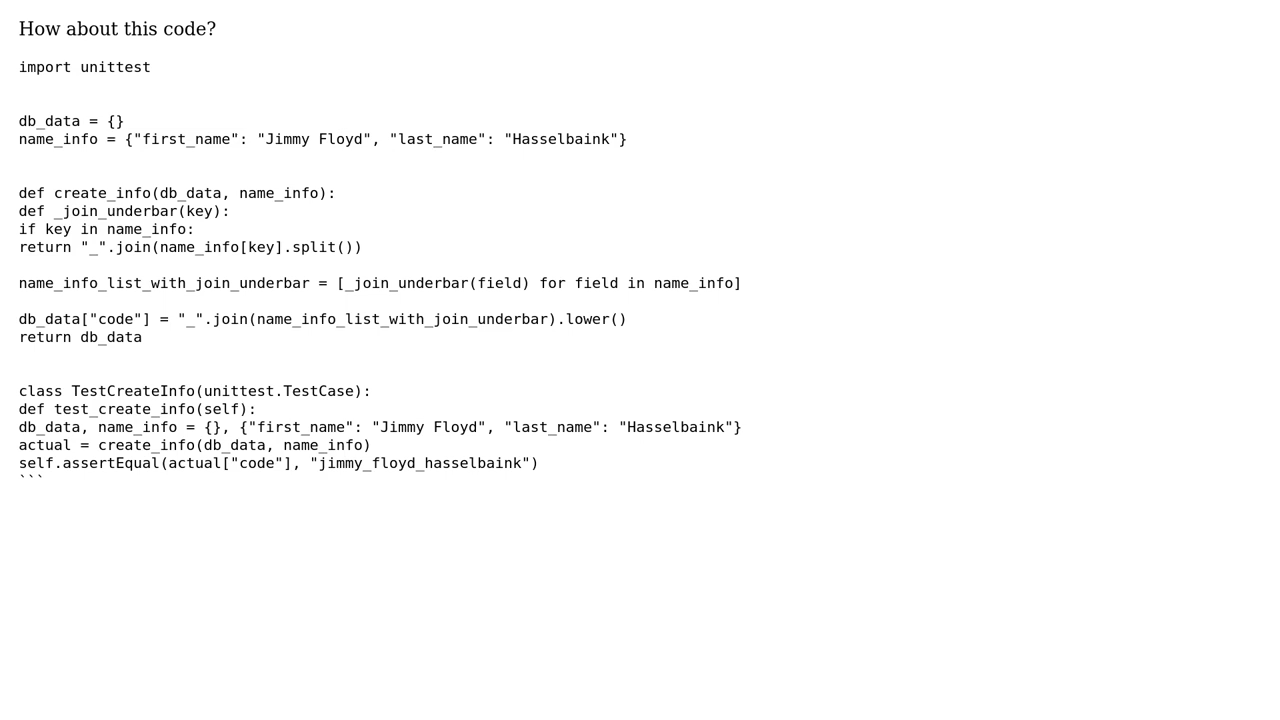 How about this code?
import unittest
db_data = {}
name_info = {"first_name": "Jimmy Floyd", "last_name": "Hasselbaink"}
def create_info(db_data, name_info):
def _join_underbar(key):
if key in name_info:
return "_".join(name_info[key].split())
name_info_list_with_join_underbar = [_join_underbar(field) for field in name_info]
db_data["code"] = "_".join(name_info_list_with_join_underbar).lower()
return db_data
class TestCreateInfo(unittest.TestCase):
def test_create_info(self):
db_data, name_info = {}, {"first_name": "Jimmy Floyd", "last_name": "Hasselbaink"}
actual = create_info(db_data, name_info)
self.assertEqual(actual["code"], "jimmy_floyd_hasselbaink")
```